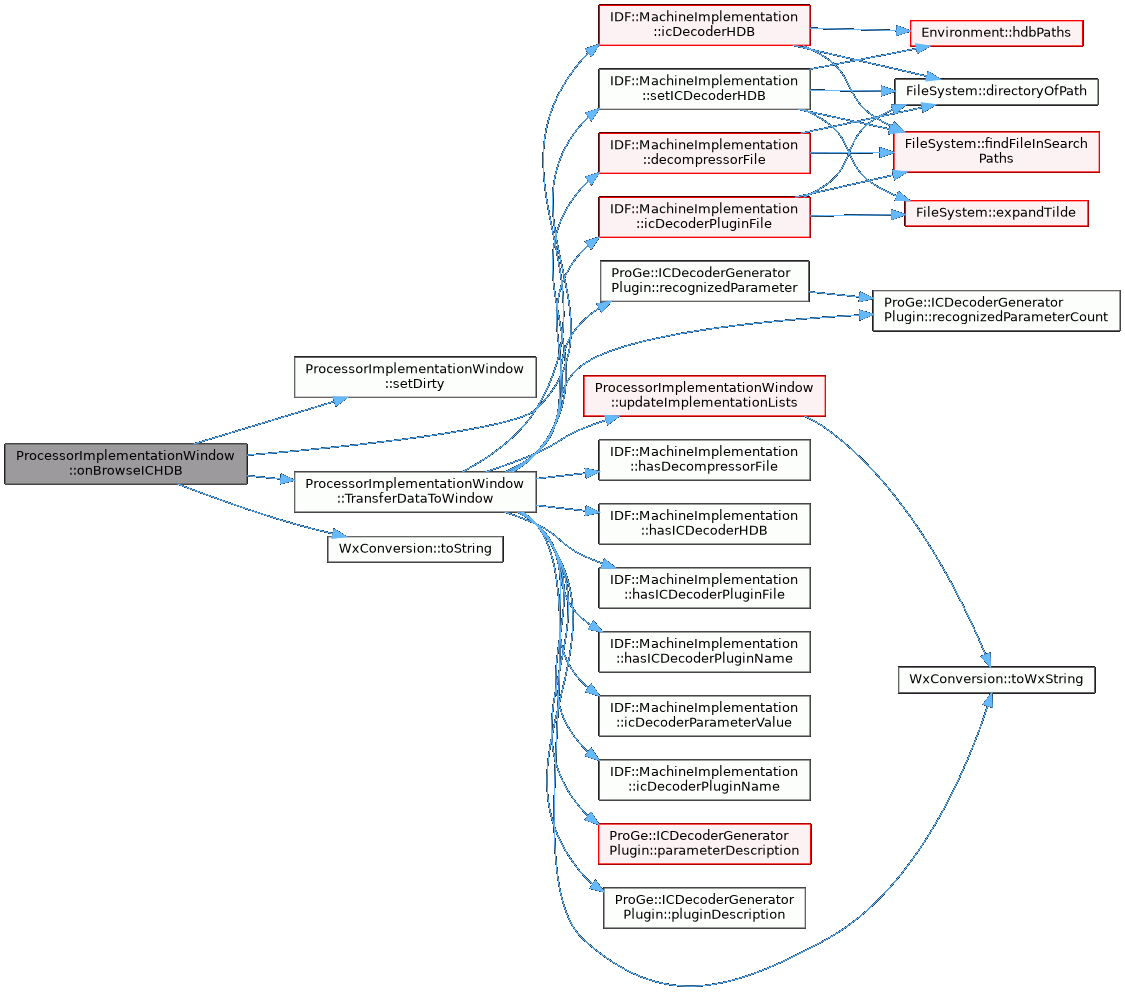 IDF::MachineImplementation
::icDecoderHDB
Environment::hdbPaths
IDF::MachineImplementation
::setICDecoderHDB
FileSystem::directoryOfPath
IDF::MachineImplementation
::decompressorFile
FileSystem::findFileInSearch
Paths
IDF::MachineImplementation
::icDecoderPluginFile
FileSystem::expandTilde
ProGe::ICDecoderGenerator
Plugin::recognizedParameter
ProGe::ICDecoderGenerator
Plugin::recognizedParameterCount
ProcessorImplementationWindow
::setDirty
ProcessorImplementationWindow
::updateImplementationLists
ProcessorImplementationWindow
::onBrowseICHDB
IDF::MachineImplementation
::hasDecompressorFile
ProcessorImplementationWindow
::TransferDataToWindow
IDF::MachineImplementation
::hasICDecoderHDB
WxConversion::toString
IDF::MachineImplementation
::hasICDecoderPluginFile
IDF::MachineImplementation
::hasICDecoderPluginName
WxConversion::toWxString
IDF::MachineImplementation
::icDecoderParameterValue
IDF::MachineImplementation
::icDecoderPluginName
ProGe::ICDecoderGenerator
Plugin::parameterDescription
ProGe::ICDecoderGenerator
Plugin::pluginDescription